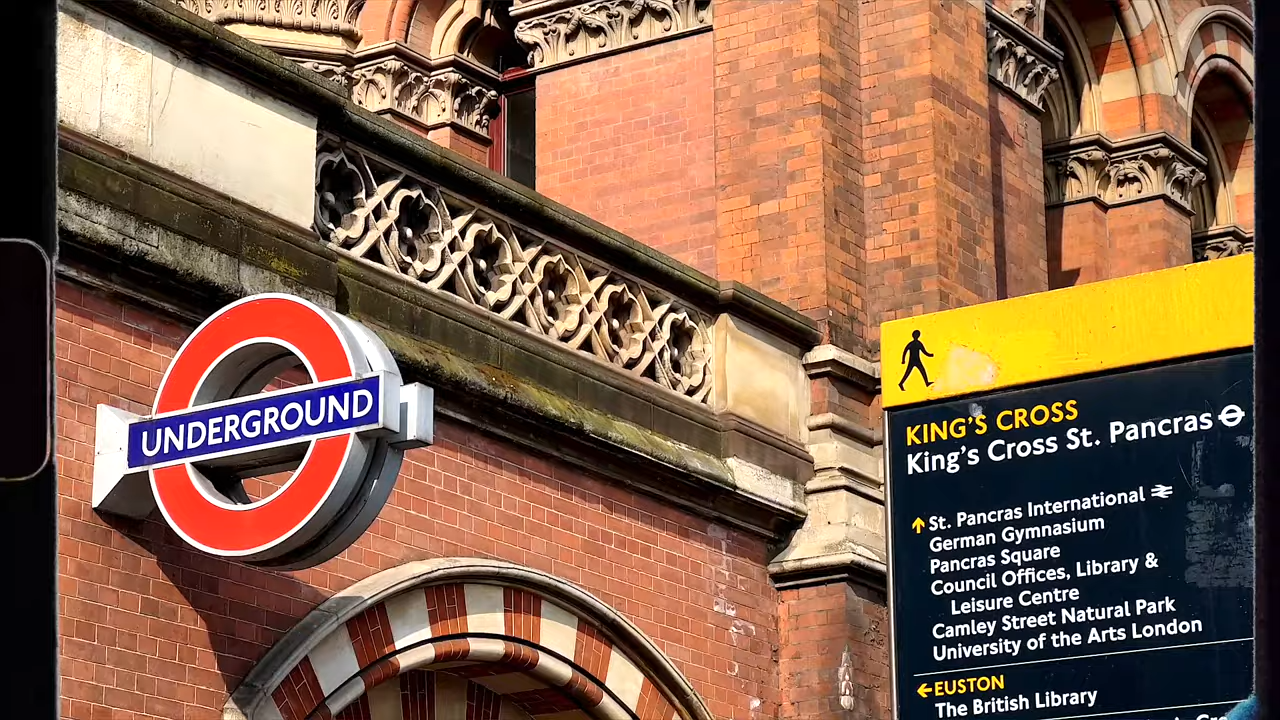 UNDERGROUND
KING'S CROSS
King's Cross St. Pancras
St. Pancras International
German Gymnasium
Pancras Square
Council Offices, Library &
Leisure Centre
Camley Street Natural Park
University of the Arts London
EUSTON
The British Library